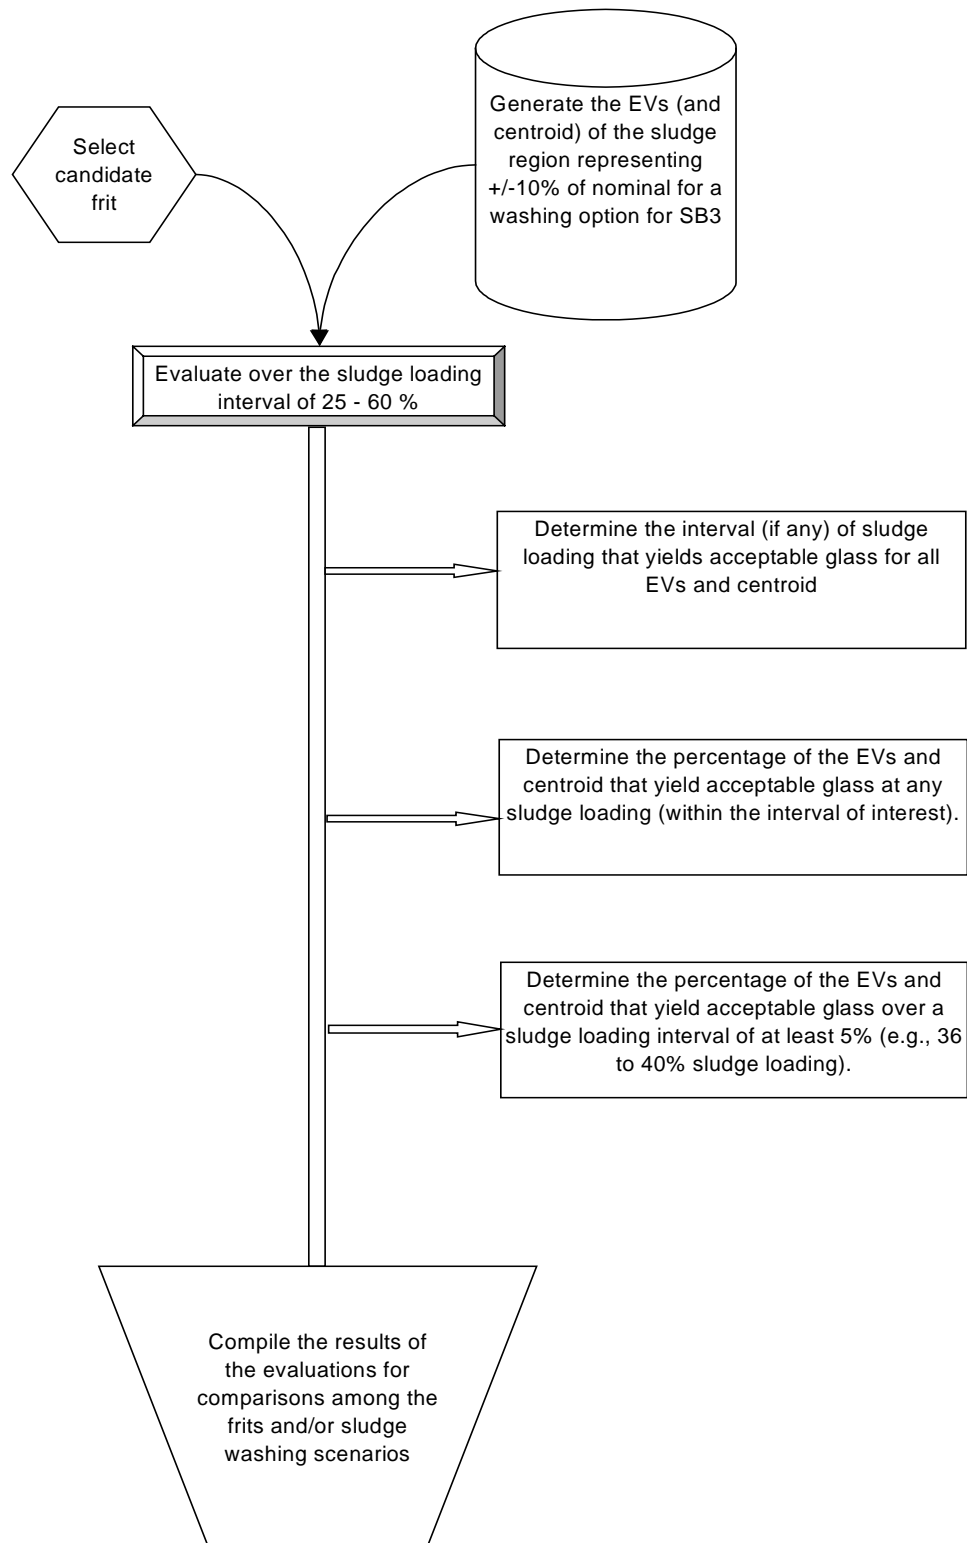 Select
candidate
frit
Generate the EVs (and
centroid) of the sludge
region representing
+/-10% of nominal for a
washing option for SB3
Evaluate over the sludge loading
interval of 25 - 60 %
Determine the interval (if any) of sludge
loading that yields acceptable glass for all
EVs and centroid
Determine the percentage of the EVs and
centroid that yield acceptable glass at any
sludge loading (within the interval of interest).
Determine the percentage of the EVs and
centroid that yield acceptable glass over a
sludge loading interval of at least 5% (e.g., 36
to 40% sludge loading).
Compile the results of
the evaluations for
comparisons among the
frits and/or sludge
washing scenarios